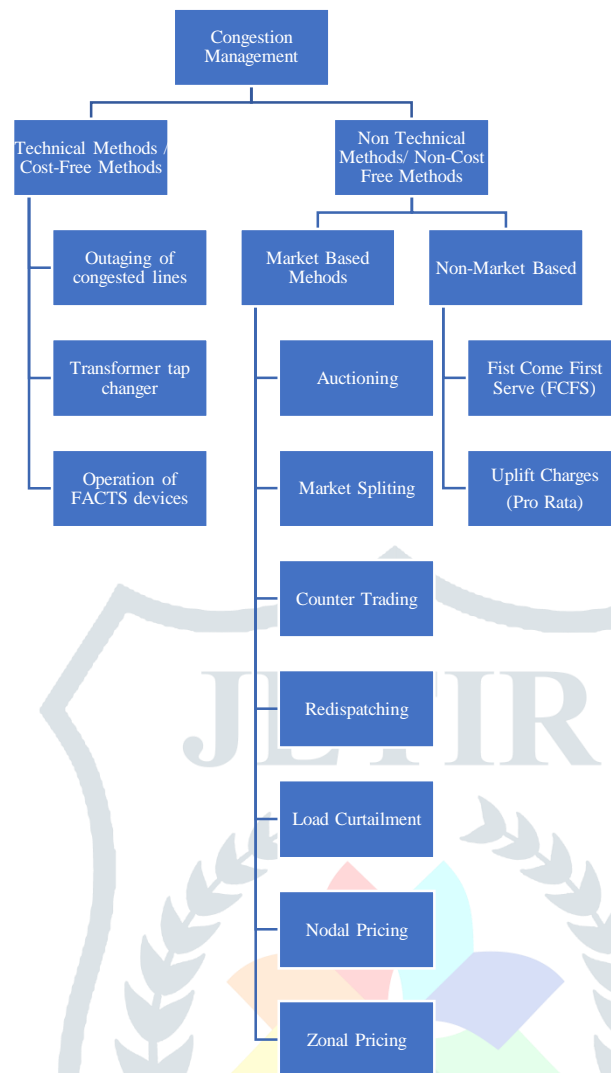 Congestion
Management
Technical Methods /
Cost-Free Methods
Non Technical
Methods/ Non-Cost
Free Methods
Outaging of
congested lines
Transformer tap
changer
Operation of
FACTS devices
Market Based
Mehods
Non-Market Based
Auctioning
Market Spliting
Counter Trading
Redispatching
Load Curtailment
Nodal Pricing
Zonal Pricing
Fist Come First
Serve (FCFS)
Uplift Charges
(Pro Rata)
JETIR